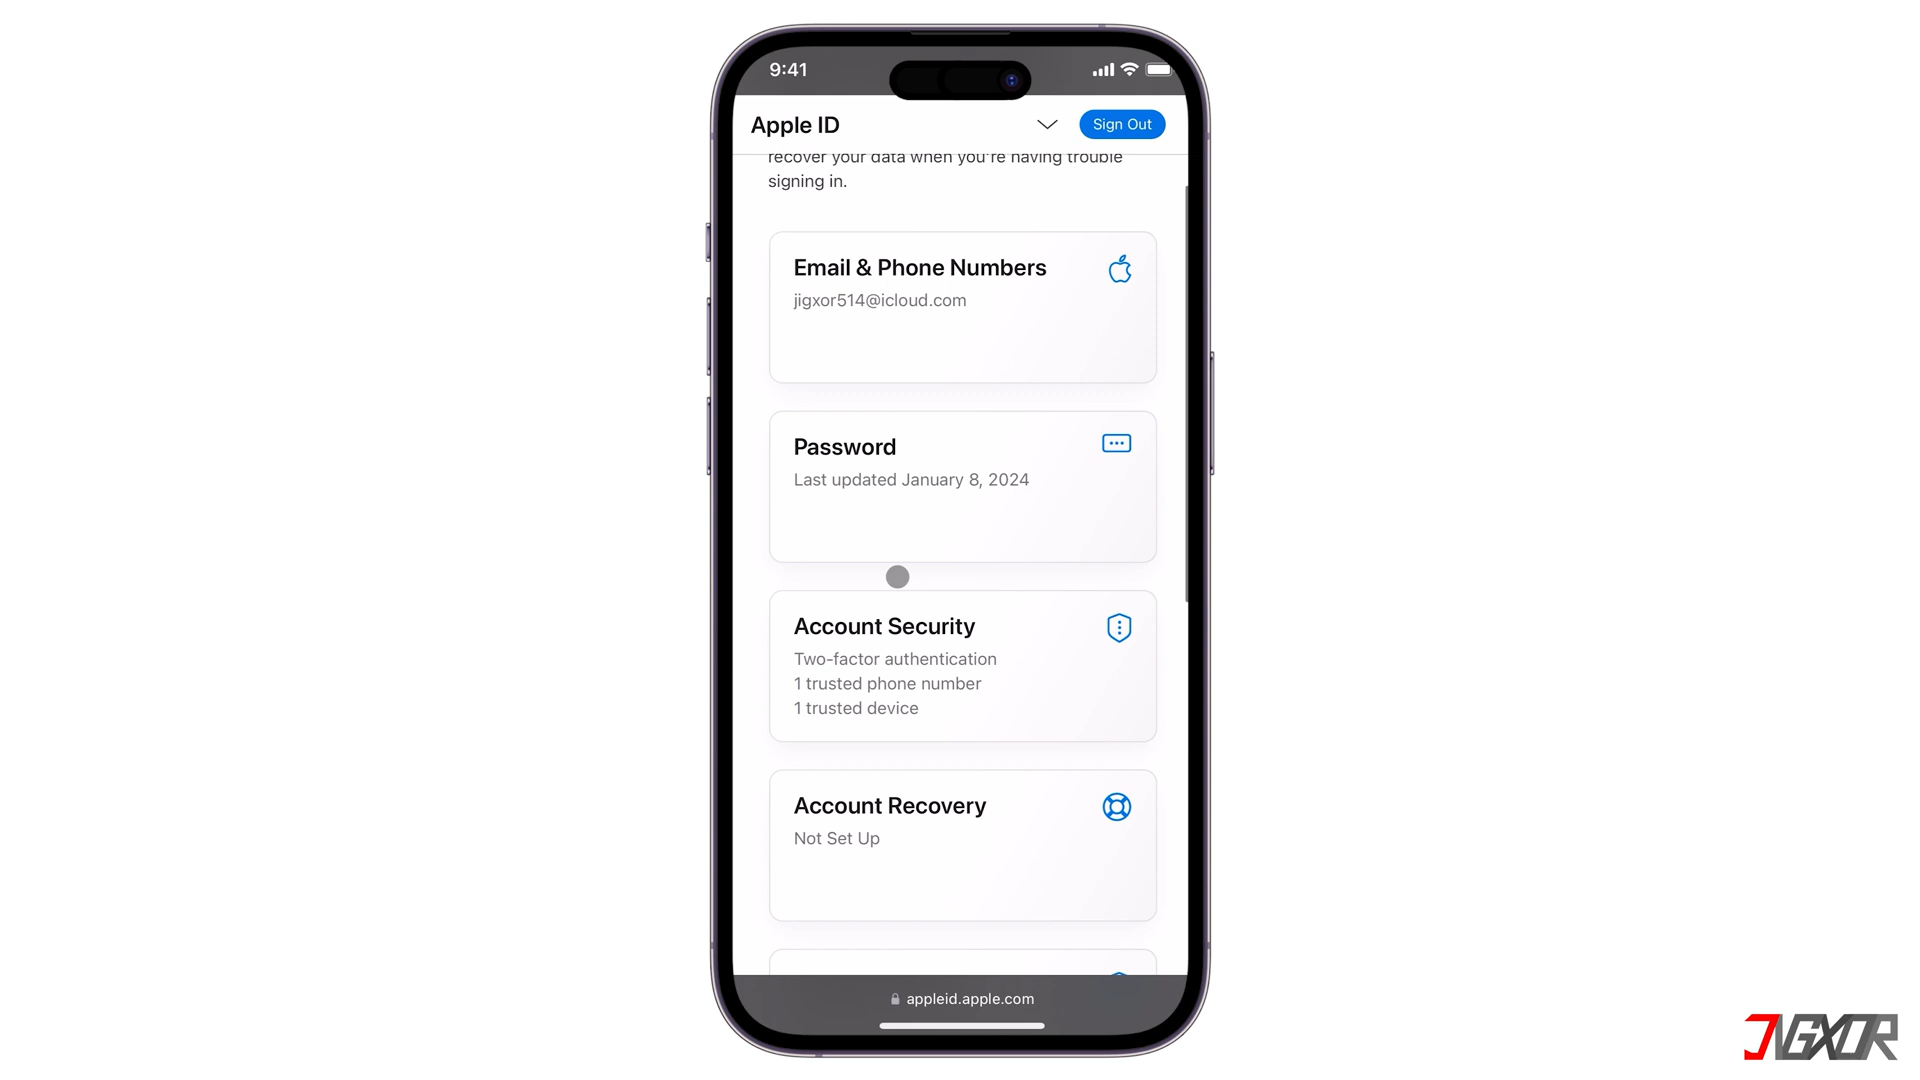 9:41
Apple ID
Sign Out
recover your data when you're having trouble
signing in.
Email & Phone Numbers
jigxor514@icloud.com
Password
Last updated January 8, 2024
Account Security
Two-factor authentication
1 trusted phone number
1 trusted device
Account Recovery
Not Set Up
appleid.apple.com
JIGXOR